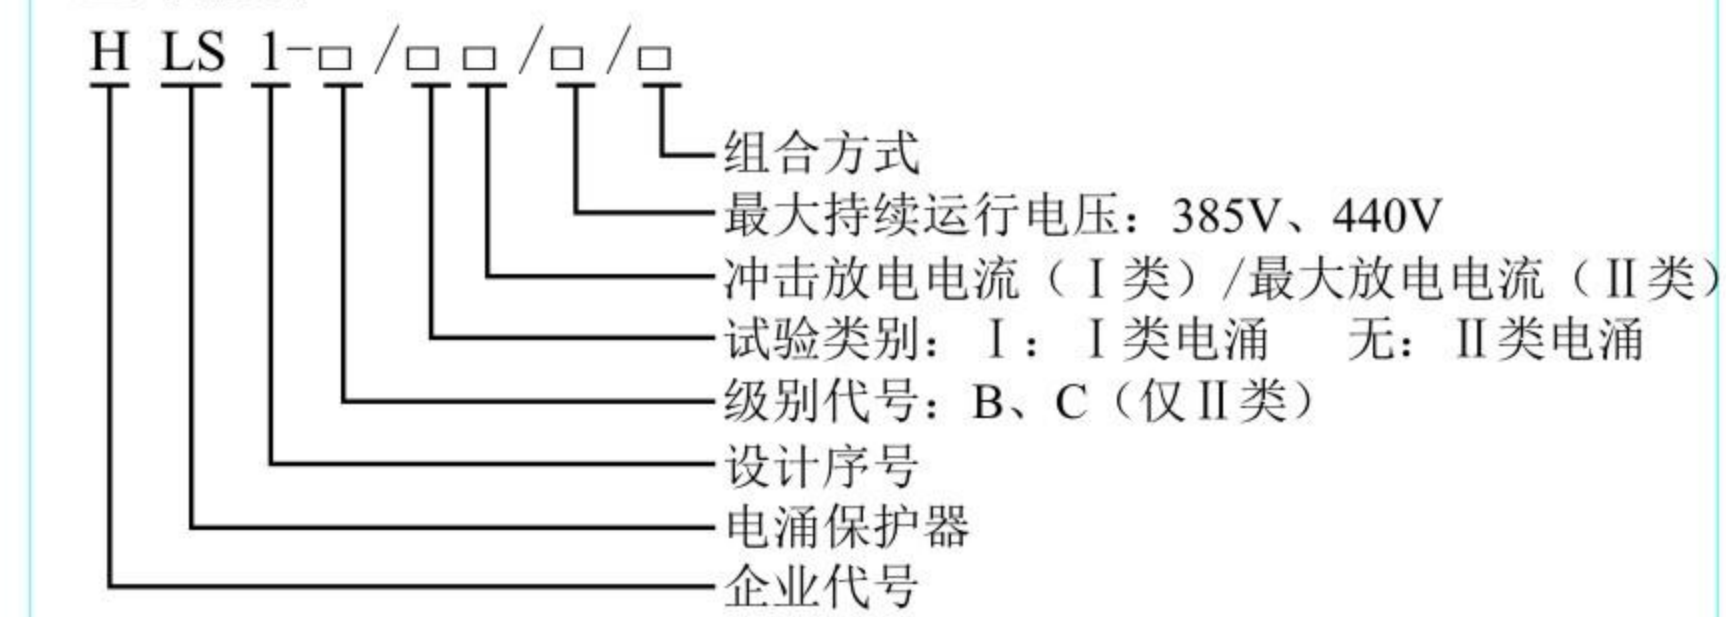 H LS 1-□/□□/□/□
组合方式
最大持续运行电压：385V、440V
冲击放电电流（Ⅰ类）/最大放电电流（Ⅱ类）
试验类别：Ⅰ：Ⅰ类电涌 无：Ⅱ类电涌
级别代号：B、C（仅Ⅱ类）
设计序号
电涌保护器
企业代号